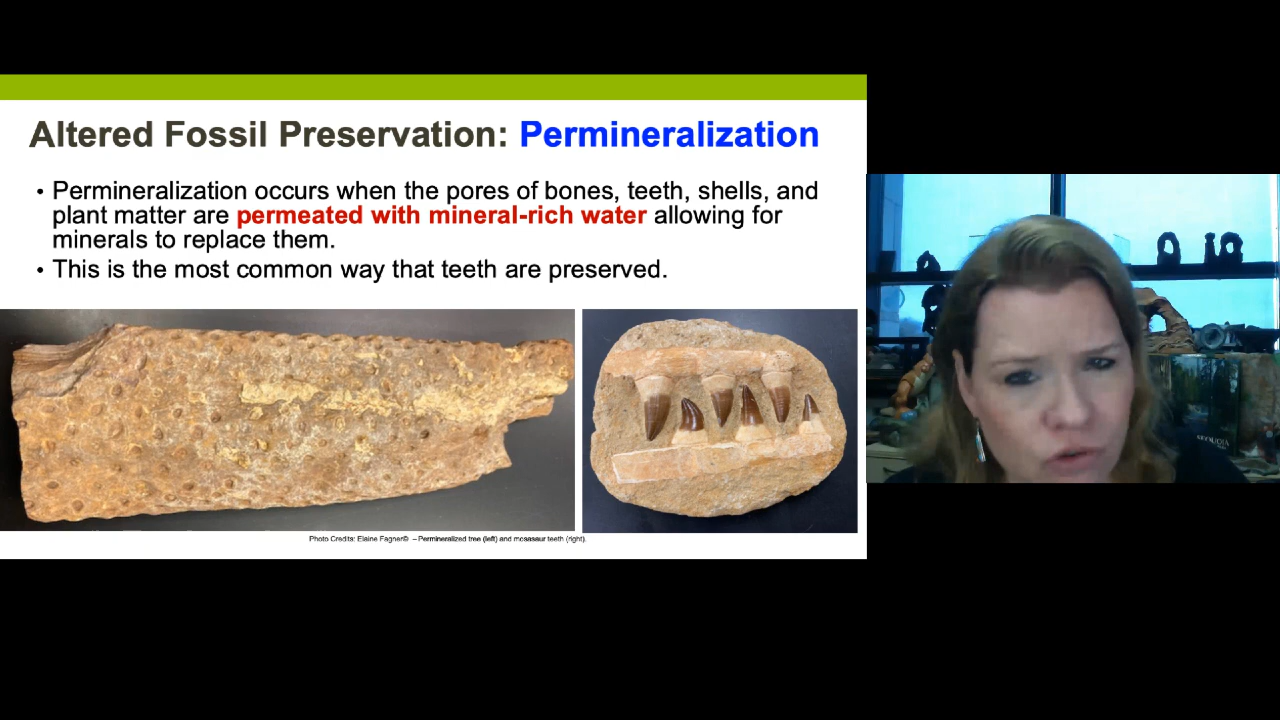 Altered Fossil Preservation: Permineralization
• Permineralization occurs when the pores of bones, teeth, shells, and
plant matter are permeated with mineral-rich water allowing for
minerals to replace them.
• This is the most common way that teeth are preserved.
Photo Credits: Elaine Fagner© – Permineralized tree (left) and mosasaur teeth (right).